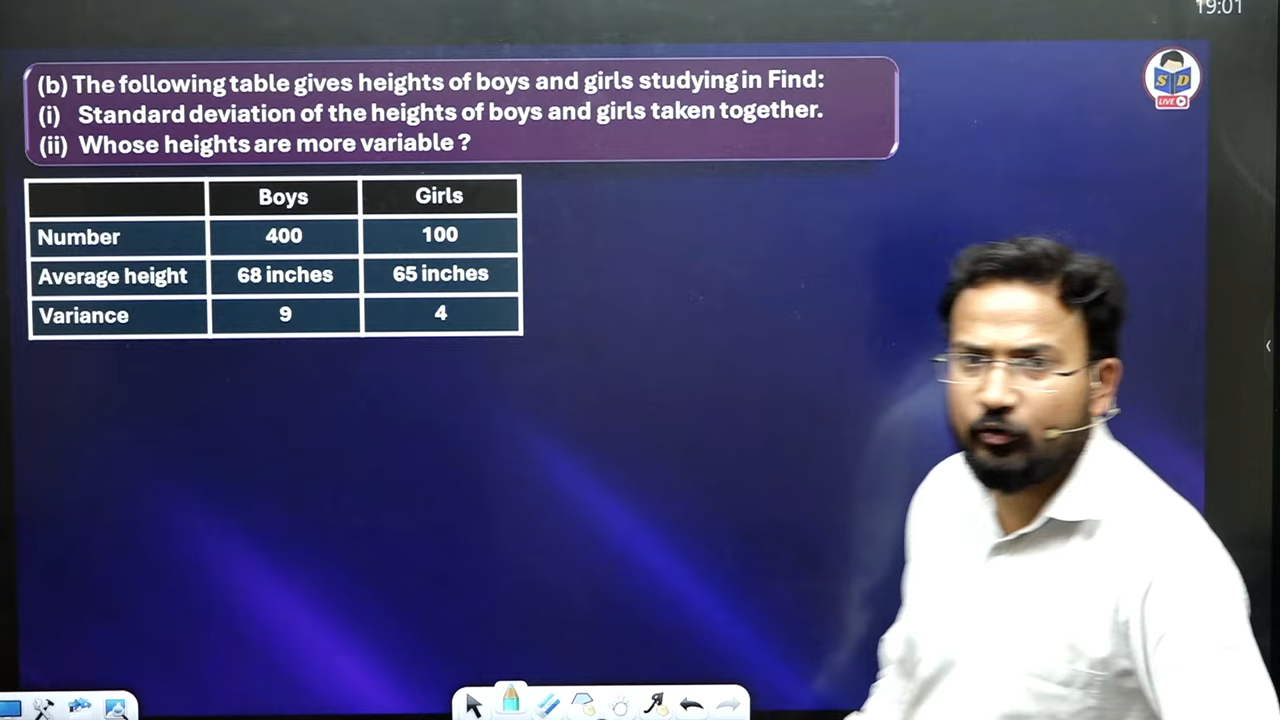 19:01
(b) The following table gives heights of boys and girls studying in Find:
(i) Standard deviation of the heights of boys and girls taken together.
(ii) Whose heights are more variable ?
S D
LIVE
Boys Girls
Number 400 100
Average height 68 inches 65 inches
Variance 9 4